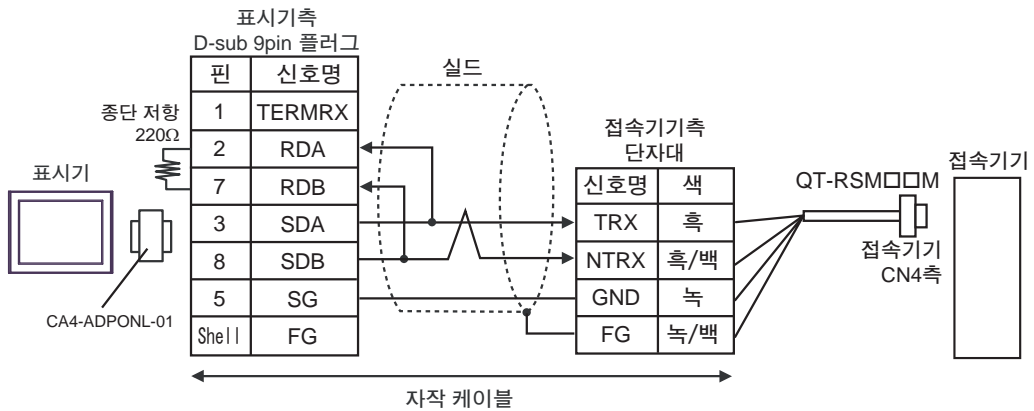 표시기측
D-sub 9pin 플러그
핀 신호명
1 TERMRX
2 RDA
7 RDB
3 SDA
8 SDB
5 SG
Shell FG
종단 저항
220Ω
표시기
CA4-ADPONL-01
실드
접속기기측
단자대
신호명 색
TRX 흑
NTRX 흑/백
GND 녹
FG 녹/백
QT-RSM□□M
접속기기
CN4측
접속기기
자작 케이블